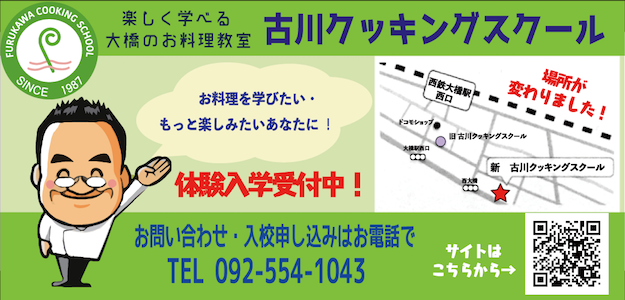 FURUKAWA COOKING SCHOOL
SINCE 1987
楽しく学べる
大橋のお料理教室
古川クッキングスクール
お料理を学びたい・
もっと楽しみたいあなたに！
体験入学受付中！
場所が
変わりました！
西鉄大橋駅
西口
ドコモショップ
旧 古川クッキングスクール
大橋駅西口
新 古川クッキングスクール
西大橋
お問い合わせ・入校申し込みはお電話で
TEL 092-554-1043
サイトは
こちらから→